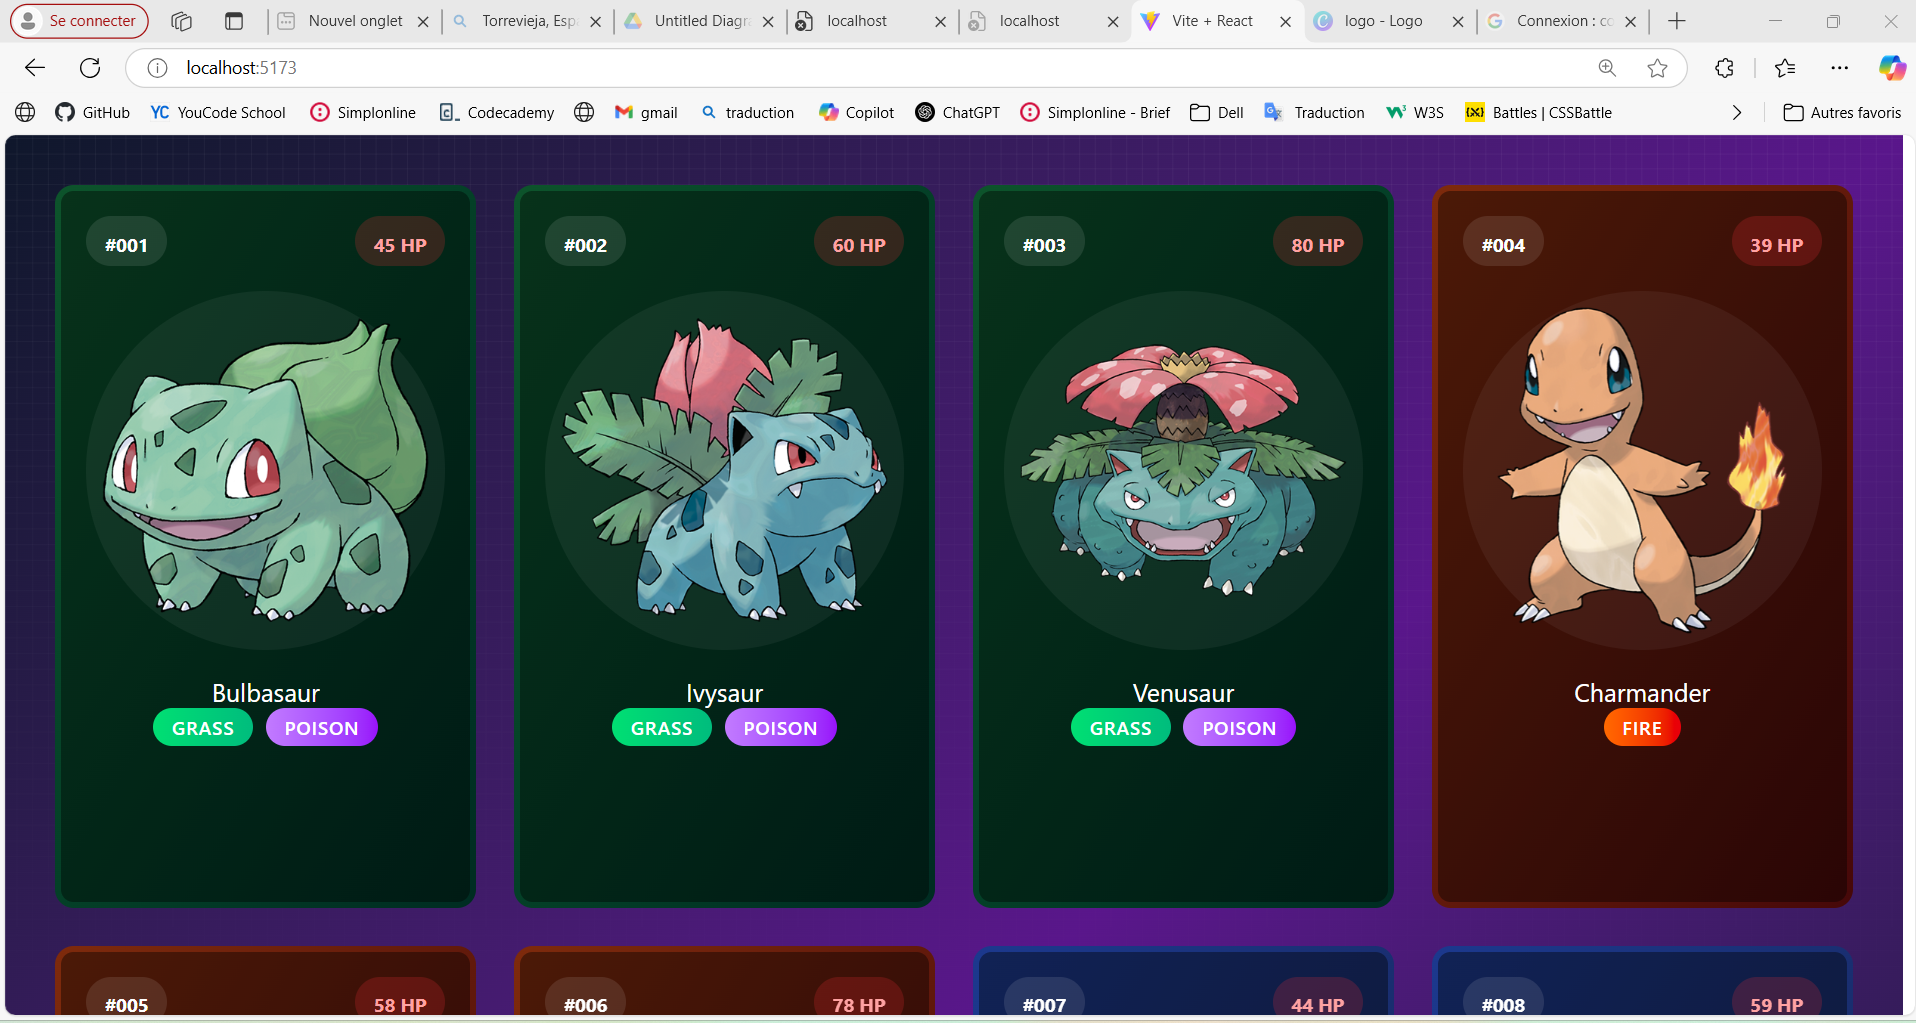 Se connecter
Nouvel onglet
Torrevieja, Esp
Untitled Diagr
localhost
localhost
Vite + React
logo - Logo
Connexion : co
localhost:5173
GitHub
YC YouCode School
Simplonline
Codecademy
gmail
traduction
Copilot
ChatGPT
Simplonline - Brief
Dell
Traduction
W3S
Battles | CSSBattle
Autres favoris
#001 45 HP
Bulbasaur
GRASS POISON
#002 60 HP
Ivysaur
GRASS POISON
#003 80 HP
Venusaur
GRASS POISON
#004 39 HP
Charmander
FIRE
#005 58 HP
#006 78 HP
#007 44 HP
#008 59 HP